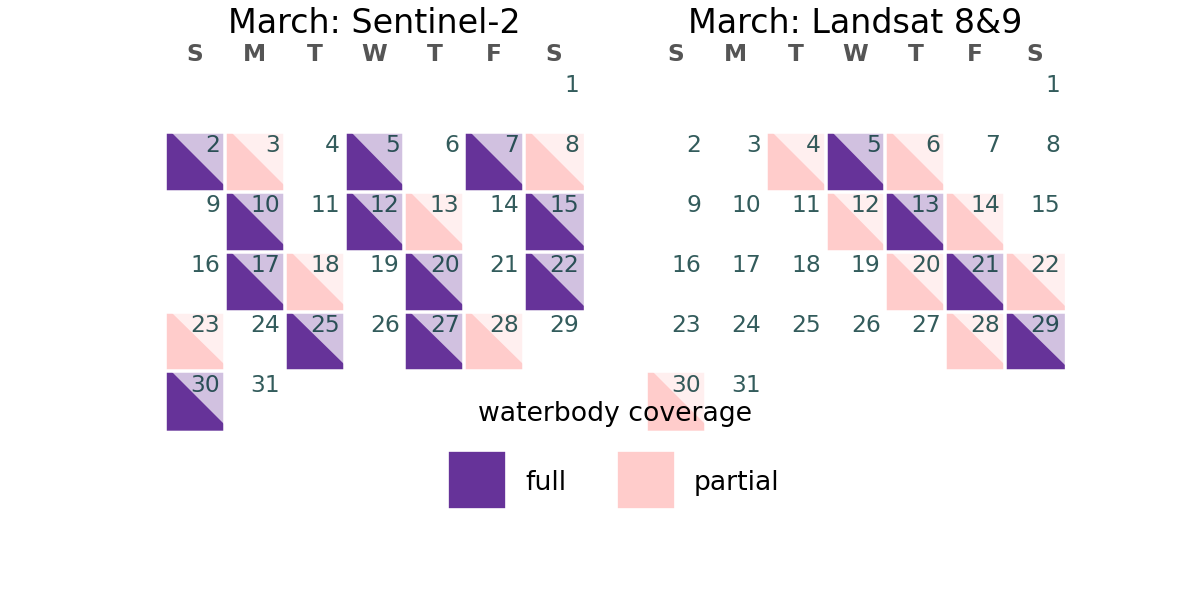 March: Sentinel-2
S M T W T F S
1
2 3 4 5 6 7 8
9 10 11 12 13 14 15
16 17 18 19 20 21 22
23 24 25 26 27 28 29
30 31
March: Landsat 8&9
S M T W T F S
1
2 3 4 5 6 7 8
9 10 11 12 13 14 15
16 17 18 19 20 21 22
23 24 25 26 27 28 29
30 31
waterbody coverage
full partial